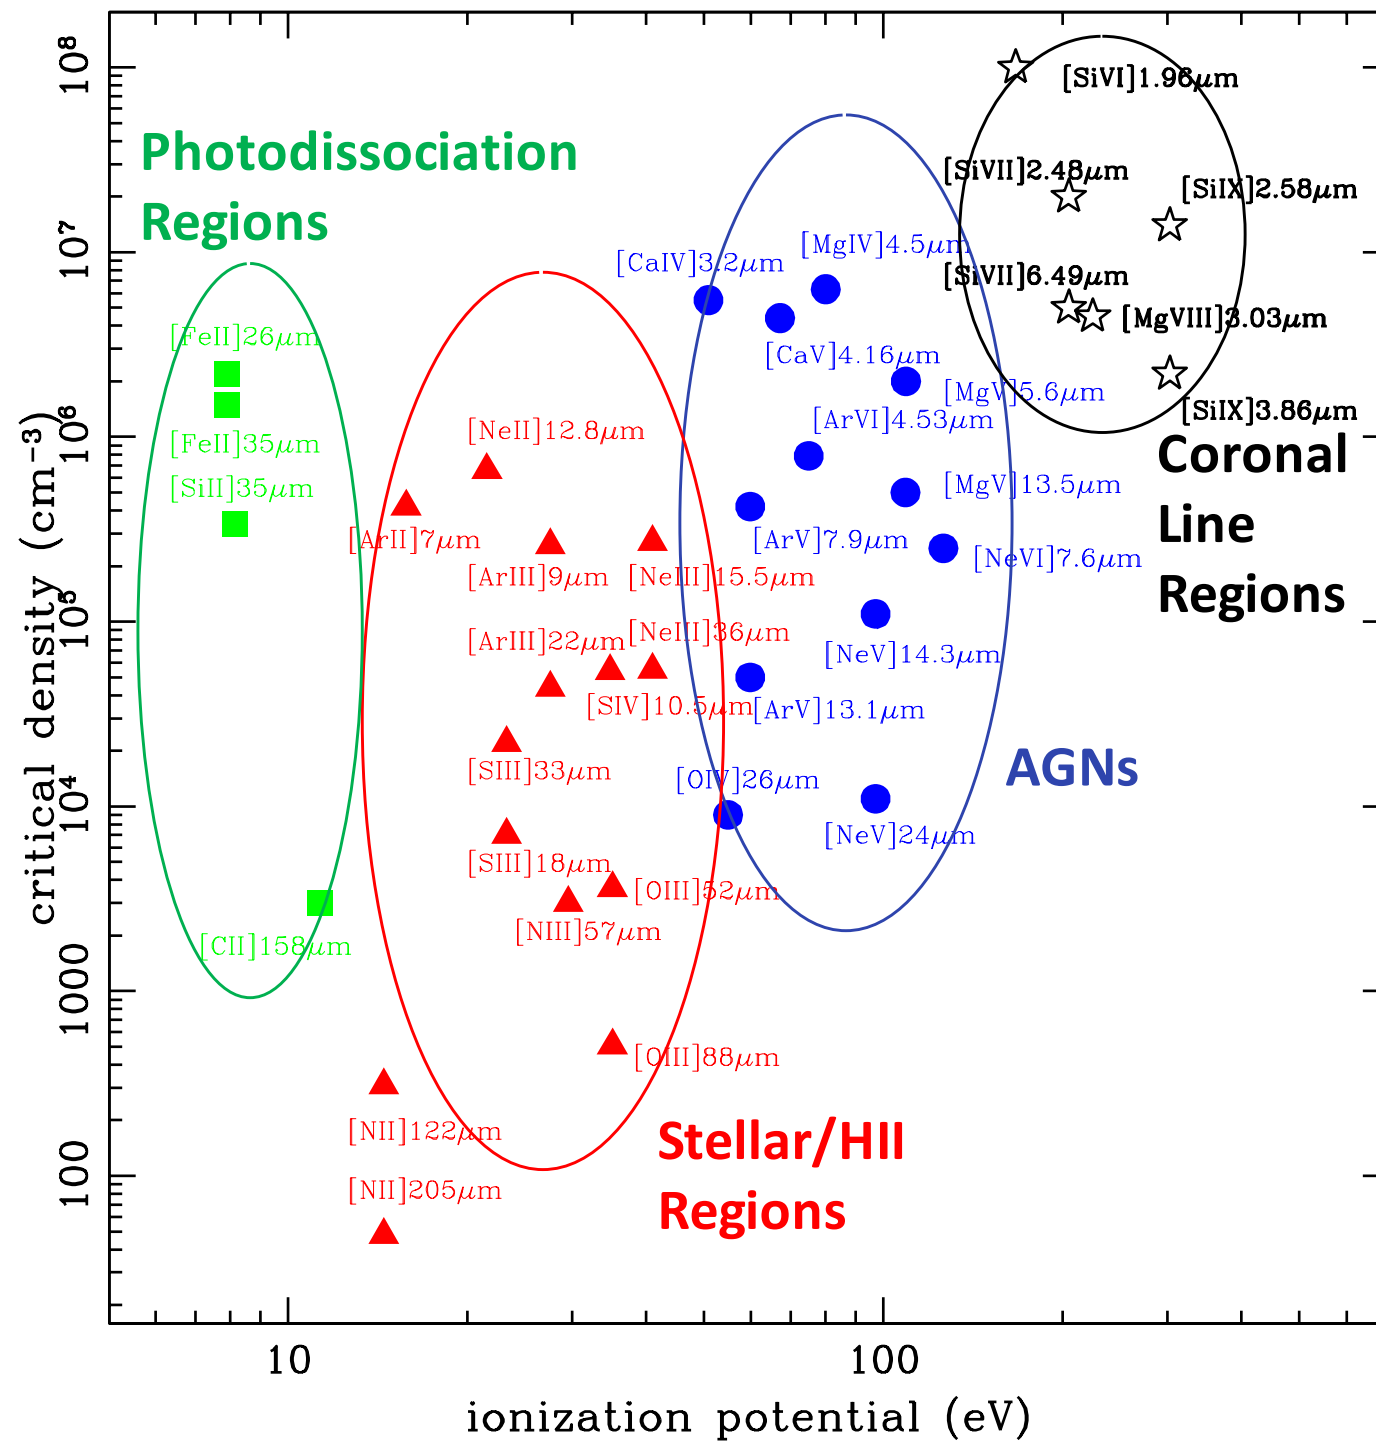 10⁸
10⁷
10⁶
10⁵
10⁴
1000
100
critical density (cm⁻³)
Photodissociation
Regions
[SiVI]1.96μm
[SiVII]2.48μm
[SiIX]2.58μm
[MgIV]4.5μm
[CaIV]3.2μm
[SiVII]6.49μm
[MgVIII]3.03μm
[FeII]26μm
[CaV]4.16μm
[MgV]5.6μm
[SiIX]3.86μm
[ArVI]4.53μm
[NeII]12.8μm
[FeII]35μm
Coronal
Line
Regions
[SiII]35μm
[MgV]13.5μm
[ArII]7μm
[ArV]7.9μm
[NeVI]7.6μm
[ArIII]9μm
[NeIII]15.5μm
[NeIII]36μm
[ArIII]22μm
[NeV]14.3μm
[SIV]10.5μm
[ArV]13.1μm
[SIII]33μm
[OIV]26μm
AGNs
[NeV]24μm
[SIII]18μm
[OIII]52μm
[NIII]57μm
[CII]158μm
[OIII]88μm
[NII]122μm
[NII]205μm
Stellar/HII
Regions
10
100
ionization potential (eV)